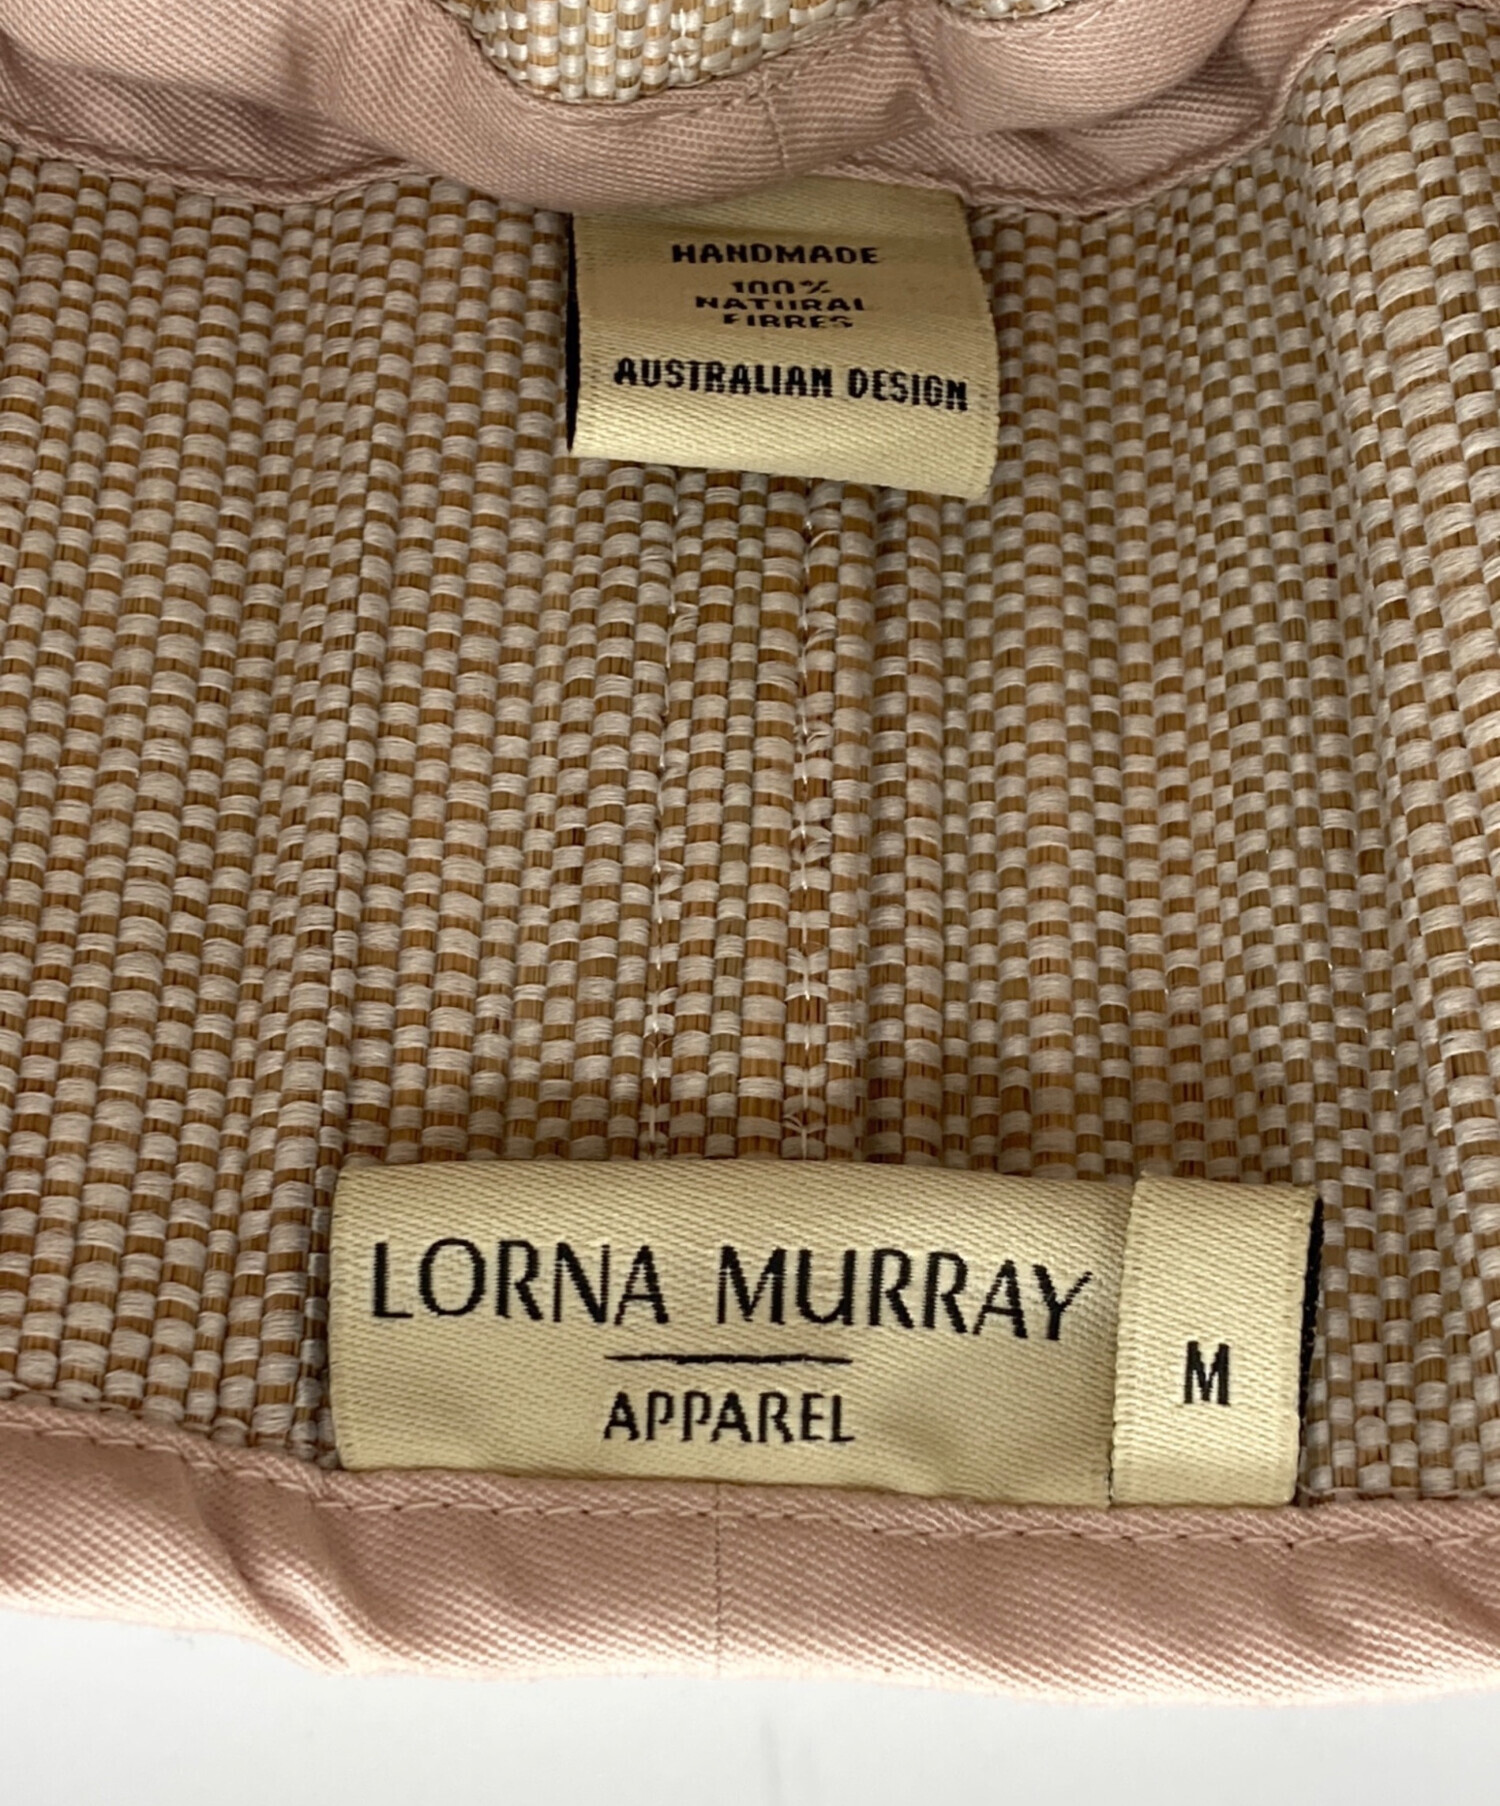 HANDMADE
100%
NATURAL
FIBRES
AUSTRALIAN DESIGN
LORNA MURRAY
APPAREL
M